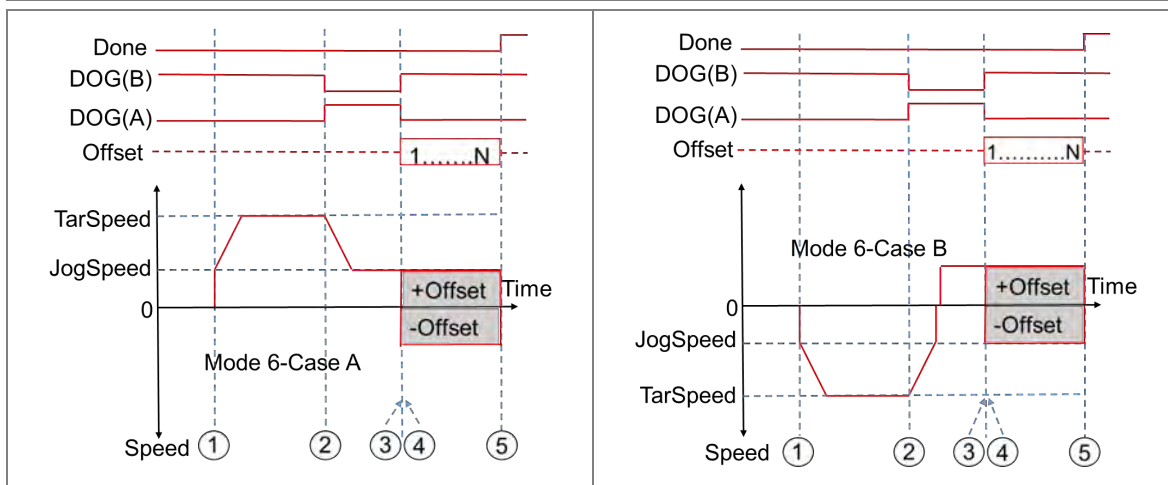 Done
DOG(B)
DOG(A)
Offset
1.......N
TarSpeed
JogSpeed
+Offset
Time
0
-Offset
Mode 6-Case A
Speed
1
2
3
4
5
Done
DOG(B)
DOG(A)
Offset
1..........N
Mode 6-Case B
+Offset
Time
0
-Offset
JogSpeed
TarSpeed
Speed
1
2
3
4
5